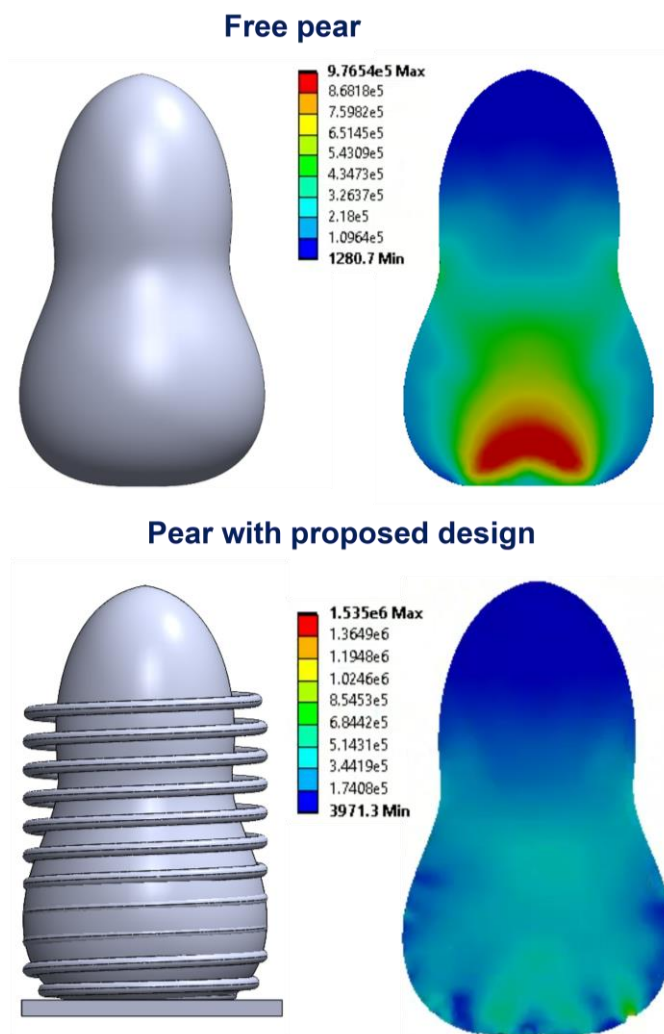 Free pear
9.7654e5 Max
8.6818e5
7.5982e5
6.5145e5
5.4309e5
4.3473e5
3.2637e5
2.18e5
1.0964e5
1280.7 Min
Pear with proposed design
1.535e6 Max
1.3649e6
1.1948e6
1.0246e6
8.5453e5
6.8442e5
5.1431e5
3.4419e5
1.7408e5
3971.3 Min